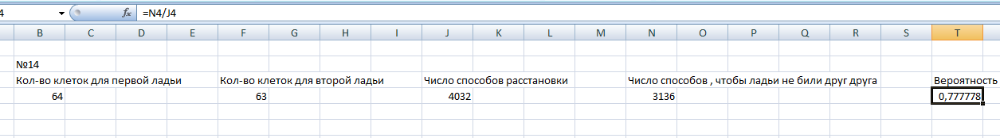 4 fx =N4/J4
B C D E F G H I J K L M N O P Q R S T
№14
Кол-во клеток для первой ладьи Кол-во клеток для второй ладьи Число способов расстановки Число способов , чтобы ладьи не били друг друга Вероятность
64 63 4032 3136 0,777778